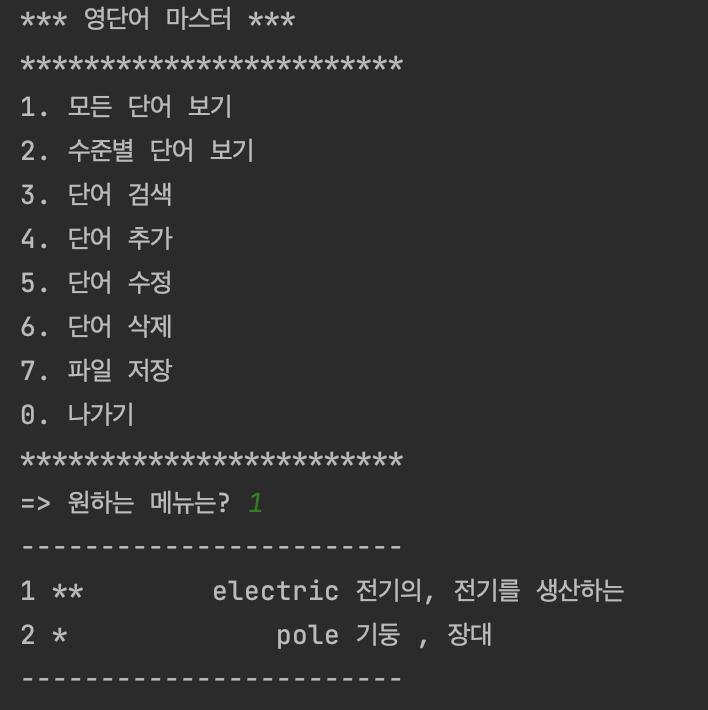 *** 영단어 마스터 ***
************************
1. 모든 단어 보기
2. 수준별 단어 보기
3. 단어 검색
4. 단어 추가
5. 단어 수정
6. 단어 삭제
7. 파일 저장
0. 나가기
************************
=> 원하는 메뉴는? 1
------------------------
1 **        electric 전기의, 전기를 생산하는
2 *             pole 기둥 , 장대
------------------------